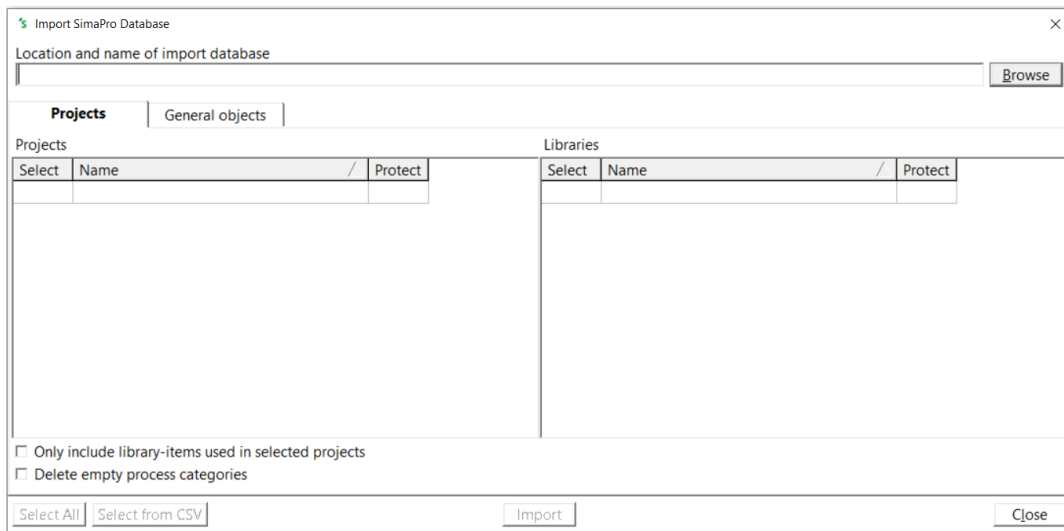 Import SimaPro Database
Location and name of import database
Browse
Projects General objects
Projects Libraries
Select Name Protect Select Name Protect
Only include library-items used in selected projects
Delete empty process categories
Select All Select from CSV Import Close